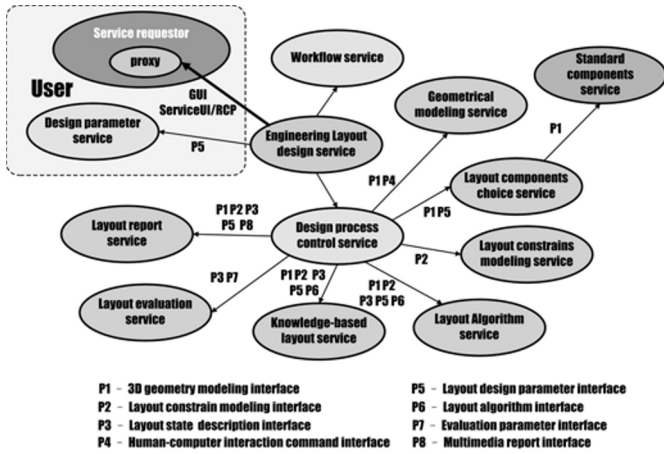 Service requestor
proxy
User
GUI
ServiceUI/RCP
Design parameter
service
P5
Workflow service
Engineering Layout
design service
Geometrical
modeling service
Standard
components
service
P1
P1 P4
Layout components
choice service
P1 P5
Design process
control service
Layout report
service
P1 P2 P3
P5 P8
P2
Layout constrains
modeling service
Layout evaluation
service
P3 P7
P1 P2 P3
P5 P6
Knowledge-based
layout service
P1 P2
P3 P5 P6
Layout Algorithm
service
P1 – 3D geometry modeling interface
P2 – Layout constrain modeling interface
P3 – Layout state description interface
P4 – Human-computer interaction command interface
P5 – Layout design parameter interface
P6 – Layout algorithm interface
P7 – Evaluation parameter interface
P8 – Multimedia report interface